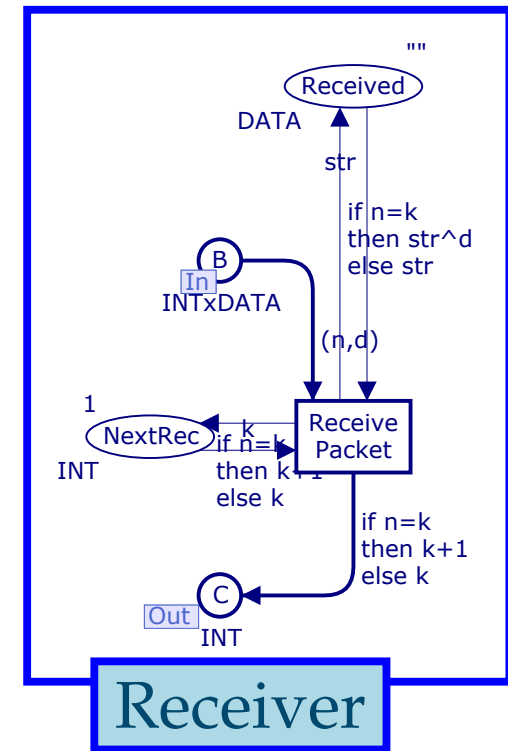 ""
Received
DATA
str
if n=k
then str^d
else str
B
In
INTxDATA
(n,d)
1
NextRec
INT
k
if n=k
then k+1
else k
Receive
Packet
if n=k
then k+1
else k
C
Out
INT
Receiver